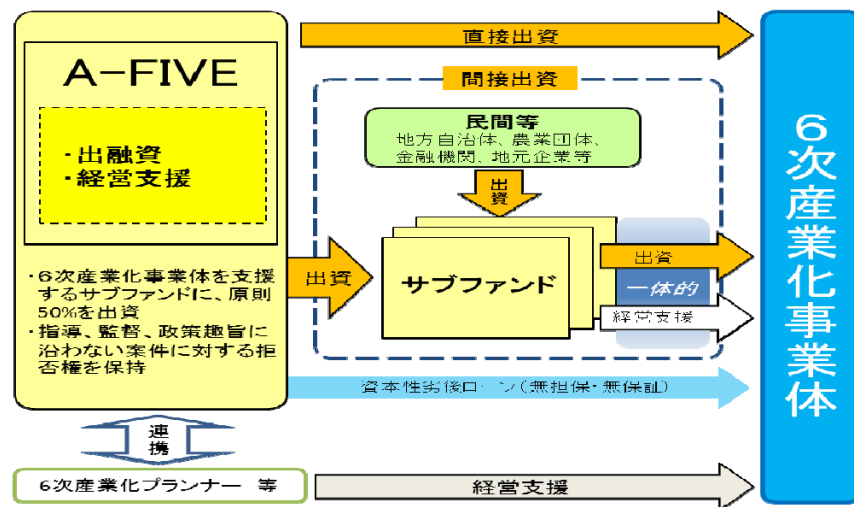 A-FIVE
・出融資
・経営支援
・6次産業化事業体を支援
するサブファンドに、原則
50%を出資
・指導、監督、政策趣旨に
沿わない案件に対する拒
否権を保持
直接出資
間接出資
民間等
地方自治体、農業団体、
金融機関、地元企業等
出資
出資
サブファンド
出資
一体的
経営支援
資本性劣後ローン(無担保・無保証)
連携
6次産業化プランナー 等
経営支援
6次産業化事業体